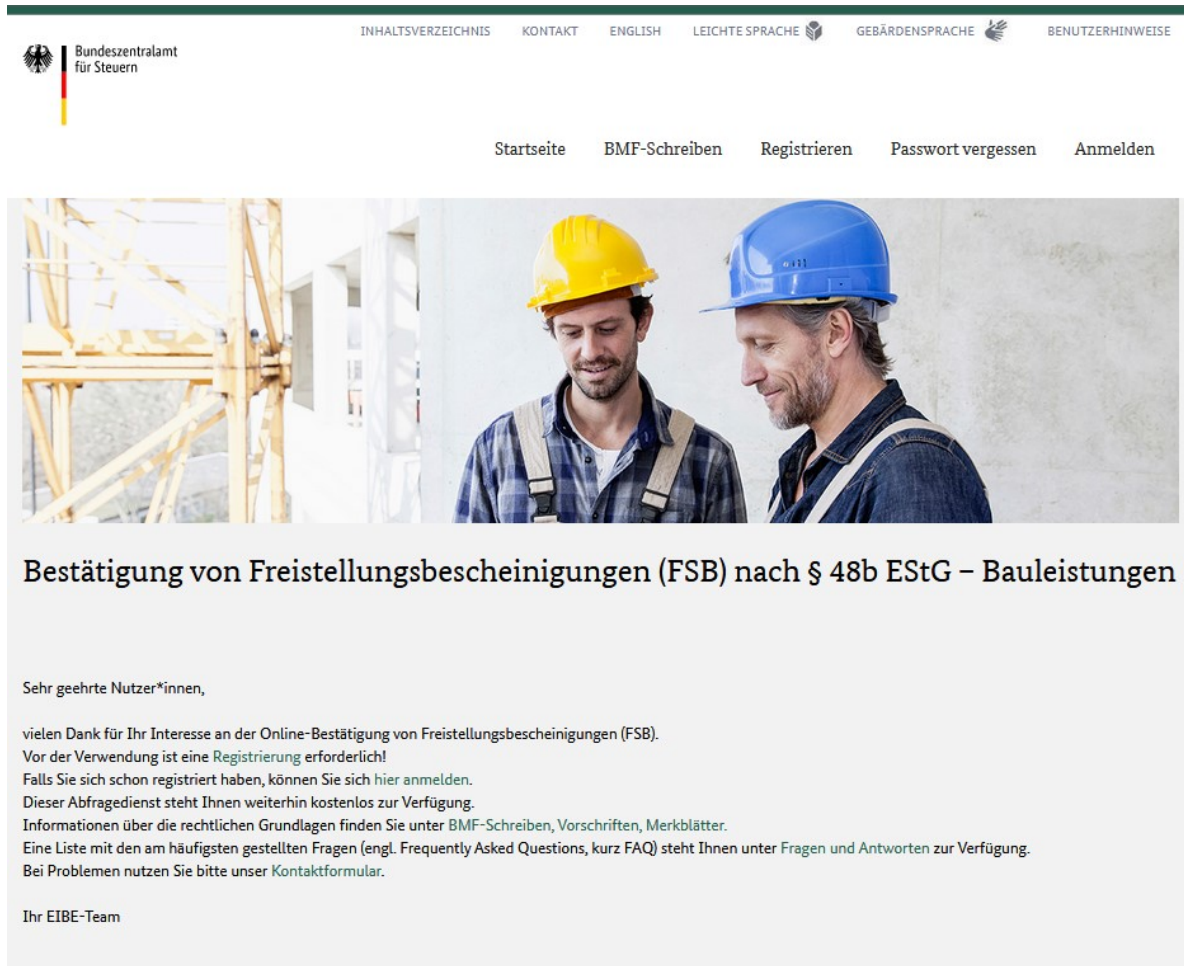 INHALTSVERZEICHNIS KONTAKT ENGLISH LEICHTE SPRACHE GEBÄRDENSPRACHE BENUTZERHINWEISE
Bundeszentralamt
für Steuern
Startseite BMF-Schreiben Registrieren Passwort vergessen Anmelden
Bestätigung von Freistellungsbescheinigungen (FSB) nach § 48b EStG – Bauleistungen
Sehr geehrte Nutzer*innen,
vielen Dank für Ihr Interesse an der Online-Bestätigung von Freistellungsbescheinigungen (FSB).
Vor der Verwendung ist eine Registrierung erforderlich!
Falls Sie sich schon registriert haben, können Sie sich hier anmelden.
Dieser Abfragedienst steht Ihnen weiterhin kostenlos zur Verfügung.
Informationen über die rechtlichen Grundlagen finden Sie unter BMF-Schreiben, Vorschriften, Merkblätter.
Eine Liste mit den am häufigsten gestellten Fragen (engl. Frequently Asked Questions, kurz FAQ) steht Ihnen unter Fragen und Antworten zur Verfügung.
Bei Problemen nutzen Sie bitte unser Kontaktformular.
Ihr EIBE-Team